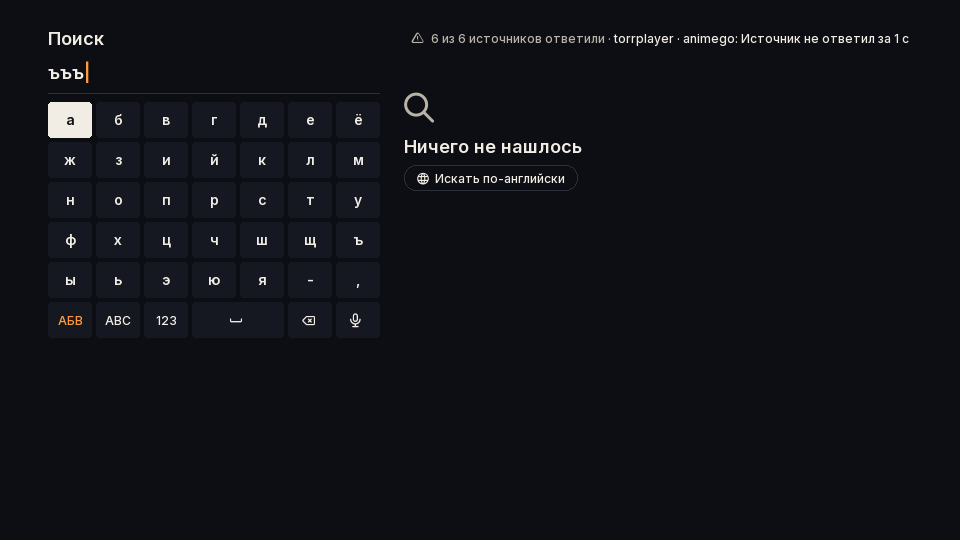 Поиск
6 из 6 источников ответили · torrplayer · animego: Источник не ответил за 1 с
ъъъ
а б в г д е ё
ж з и й к л м
н о п р с т у
ф х ц ч ш щ ъ
ы ь э ю я - ,
АБВ ABC 123
Ничего не нашлось
Искать по-английски